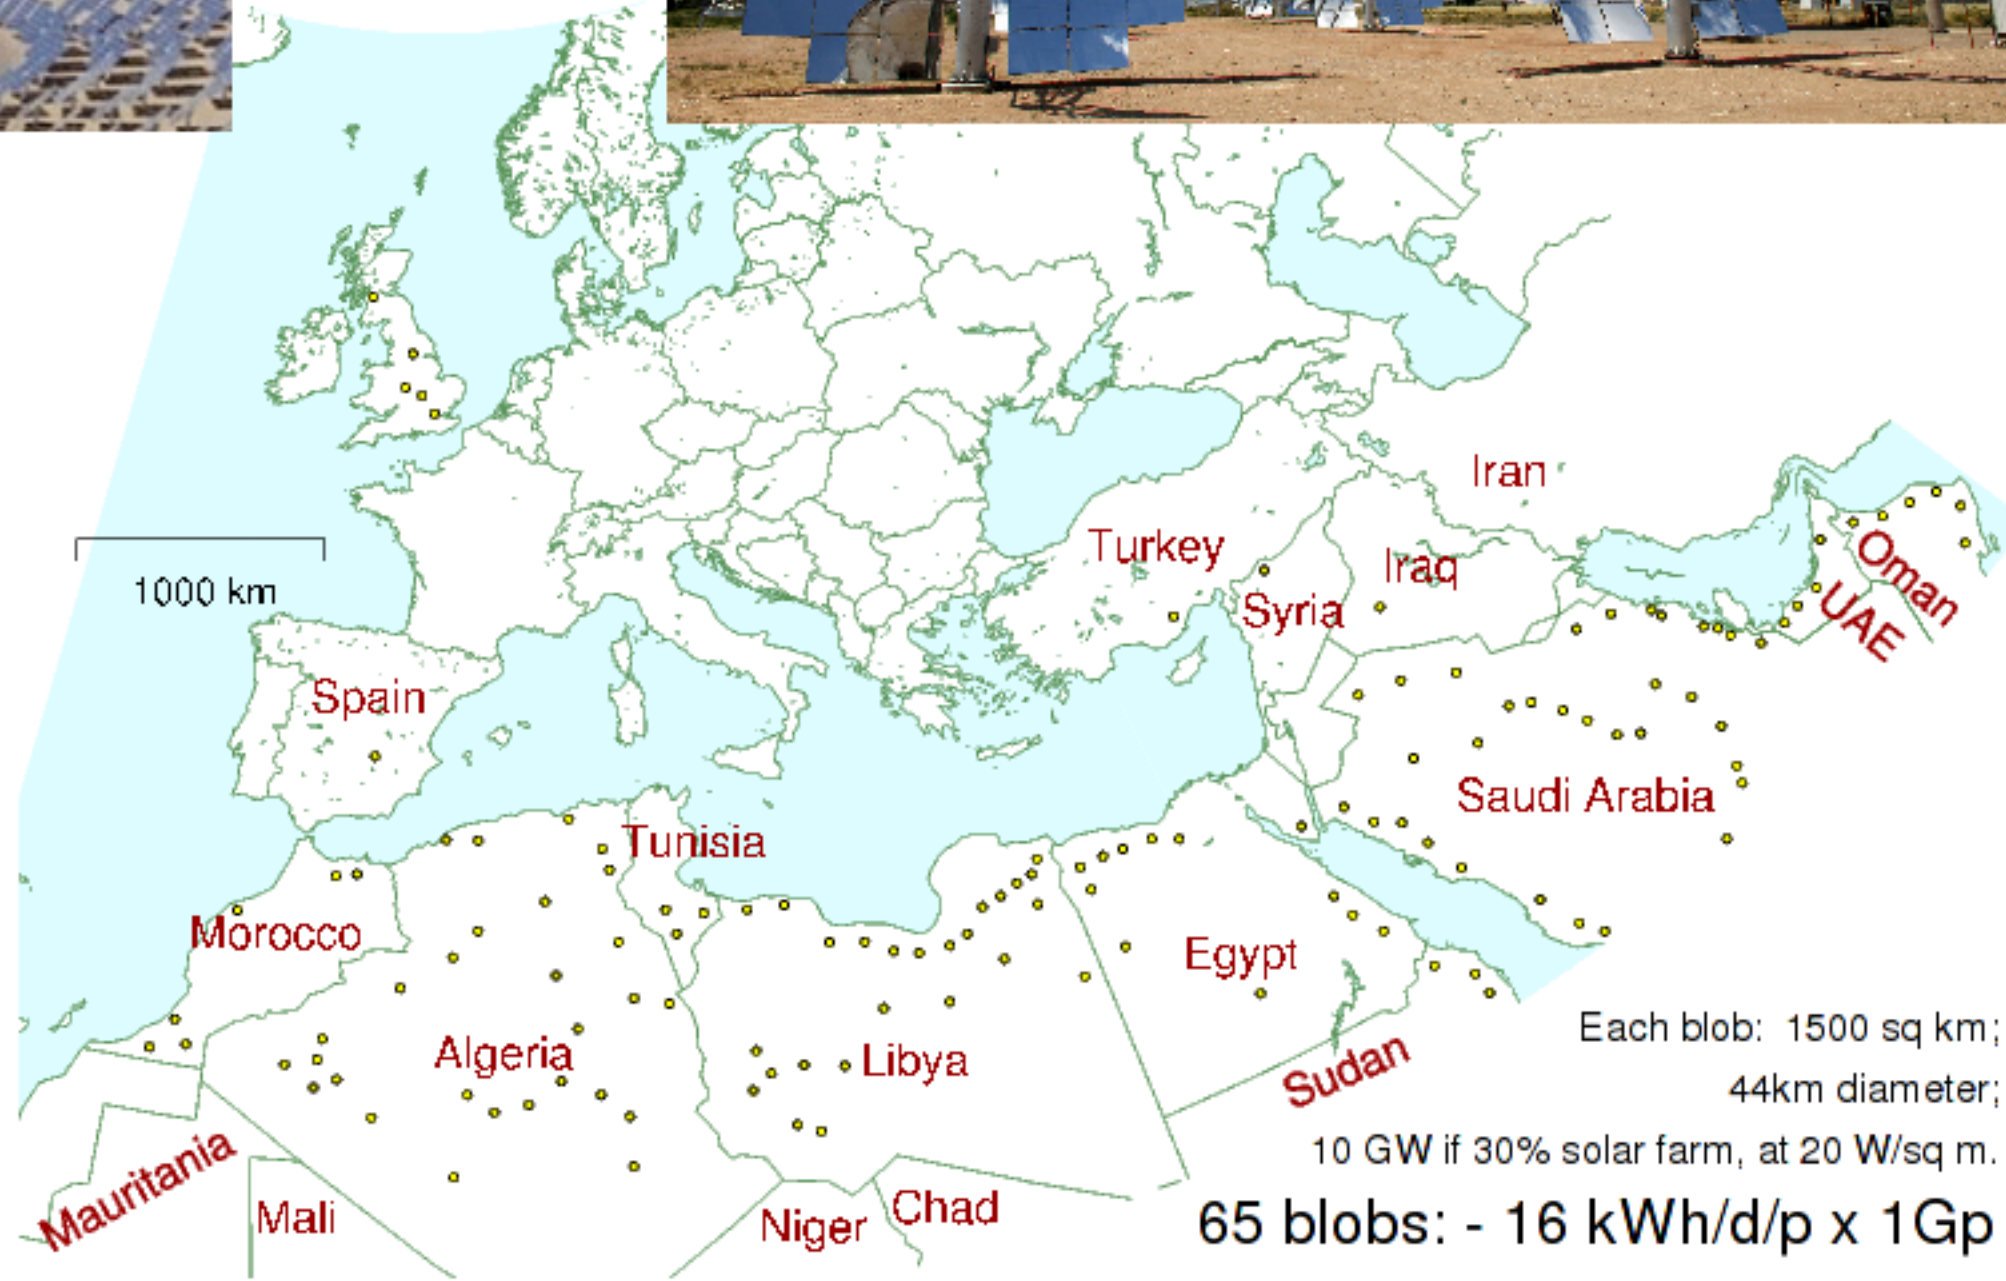 Iran
Turkey
Iraq
Oman
Syria
UAE
1000 km
Spain
Saudi Arabia
Tunisia
Morocco
Egypt
Algeria
Libya
Sudan
Each blob: 1500 sq km;
44km diameter;
10 GW if 30% solar farm, at 20 W/sq m.
Mauritania
Mali
Niger
Chad
65 blobs: - 16 kWh/d/p x 1Gp